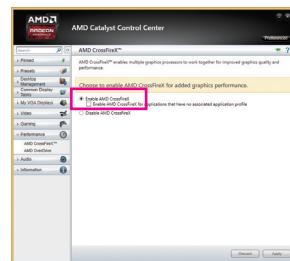 AMD
RADEON
GRAPHICS
AMD Catalyst Control Center
Preferences
Search
AMD CrossFireX™
Pinned
Presets
Desktop Management
Common Display Tasks
My VGA Displays
Video
Gaming
Performance
AMD CrossFireX™
AMD OverDrive
Audio
Information
AMD CrossFireX™ enables multiple graphics processors to work together for improved graphics quality and
performance.
Choose to enable AMD CrossFireX for added graphics performance.
Enable AMD CrossFireX
Enable AMD CrossFireX for applications that have no associated application profile
Disable AMD CrossFireX
Discard
Apply